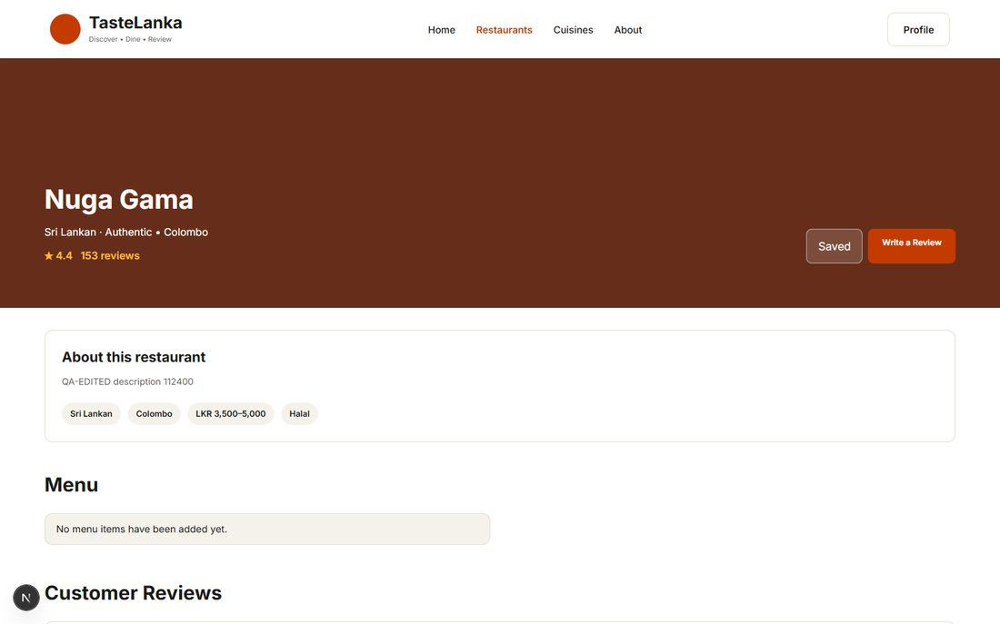 TasteLanka
Discover • Dine • Review
Home
Restaurants
Cuisines
About
Profile
Nuga Gama
Sri Lankan · Authentic • Colombo
★ 4.4 153 reviews
Saved
Write a Review
About this restaurant
QA-EDITED description 112400
Sri Lankan
Colombo
LKR 3,500–5,000
Halal
Menu
No menu items have been added yet.
N
Customer Reviews